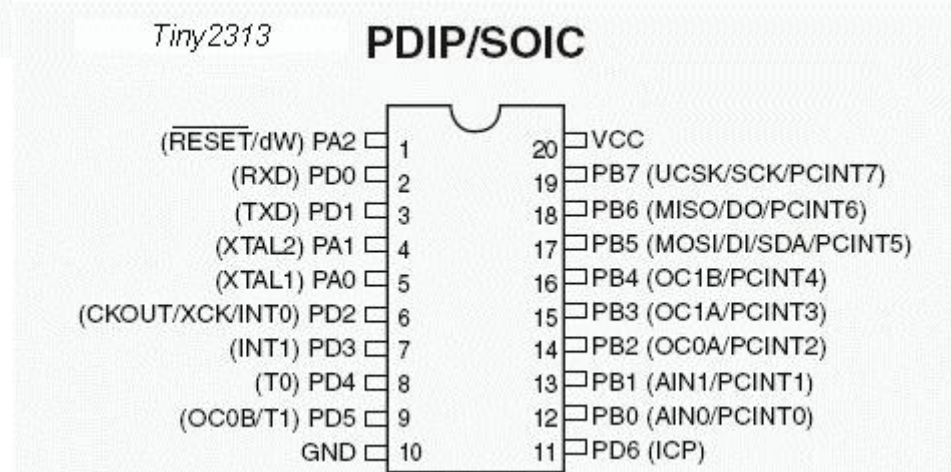 Tiny2313
PDIP/SOIC
(RESET/dW) PA2 1 20 VCC
(RXD) PD0 2 19 PB7 (UCSK/SCK/PCINT7)
(TXD) PD1 3 18 PB6 (MISO/DO/PCINT6)
(XTAL2) PA1 4 17 PB5 (MOSI/DI/SDA/PCINT5)
(XTAL1) PA0 5 16 PB4 (OC1B/PCINT4)
(CKOUT/XCK/INT0) PD2 6 15 PB3 (OC1A/PCINT3)
(INT1) PD3 7 14 PB2 (OC0A/PCINT2)
(T0) PD4 8 13 PB1 (AIN1/PCINT1)
(OC0B/T1) PD5 9 12 PB0 (AIN0/PCINT0)
GND 10 11 PD6 (ICP)